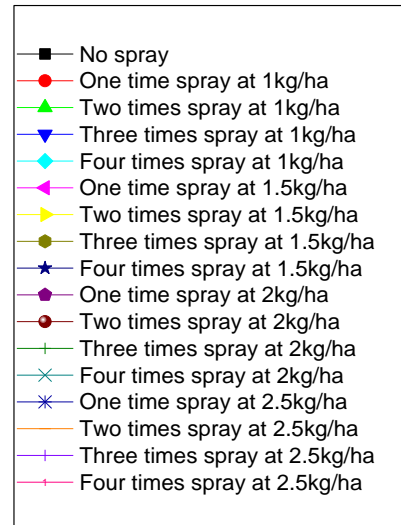 No spray
One time spray at 1kg/ha
Two times spray at 1kg/ha
Three times spray at 1kg/ha
Four times spray at 1kg/ha
One time spray at 1.5kg/ha
Two times spray at 1.5kg/ha
Three times spray at 1.5kg/ha
Four times spray at 1.5kg/ha
One time spray at 2kg/ha
Two times spray at 2kg/ha
Three times spray at 2kg/ha
Four times spray at 2kg/ha
One time spray at 2.5kg/ha
Two times spray at 2.5kg/ha
Three times spray at 2.5kg/ha
Four times spray at 2.5kg/ha